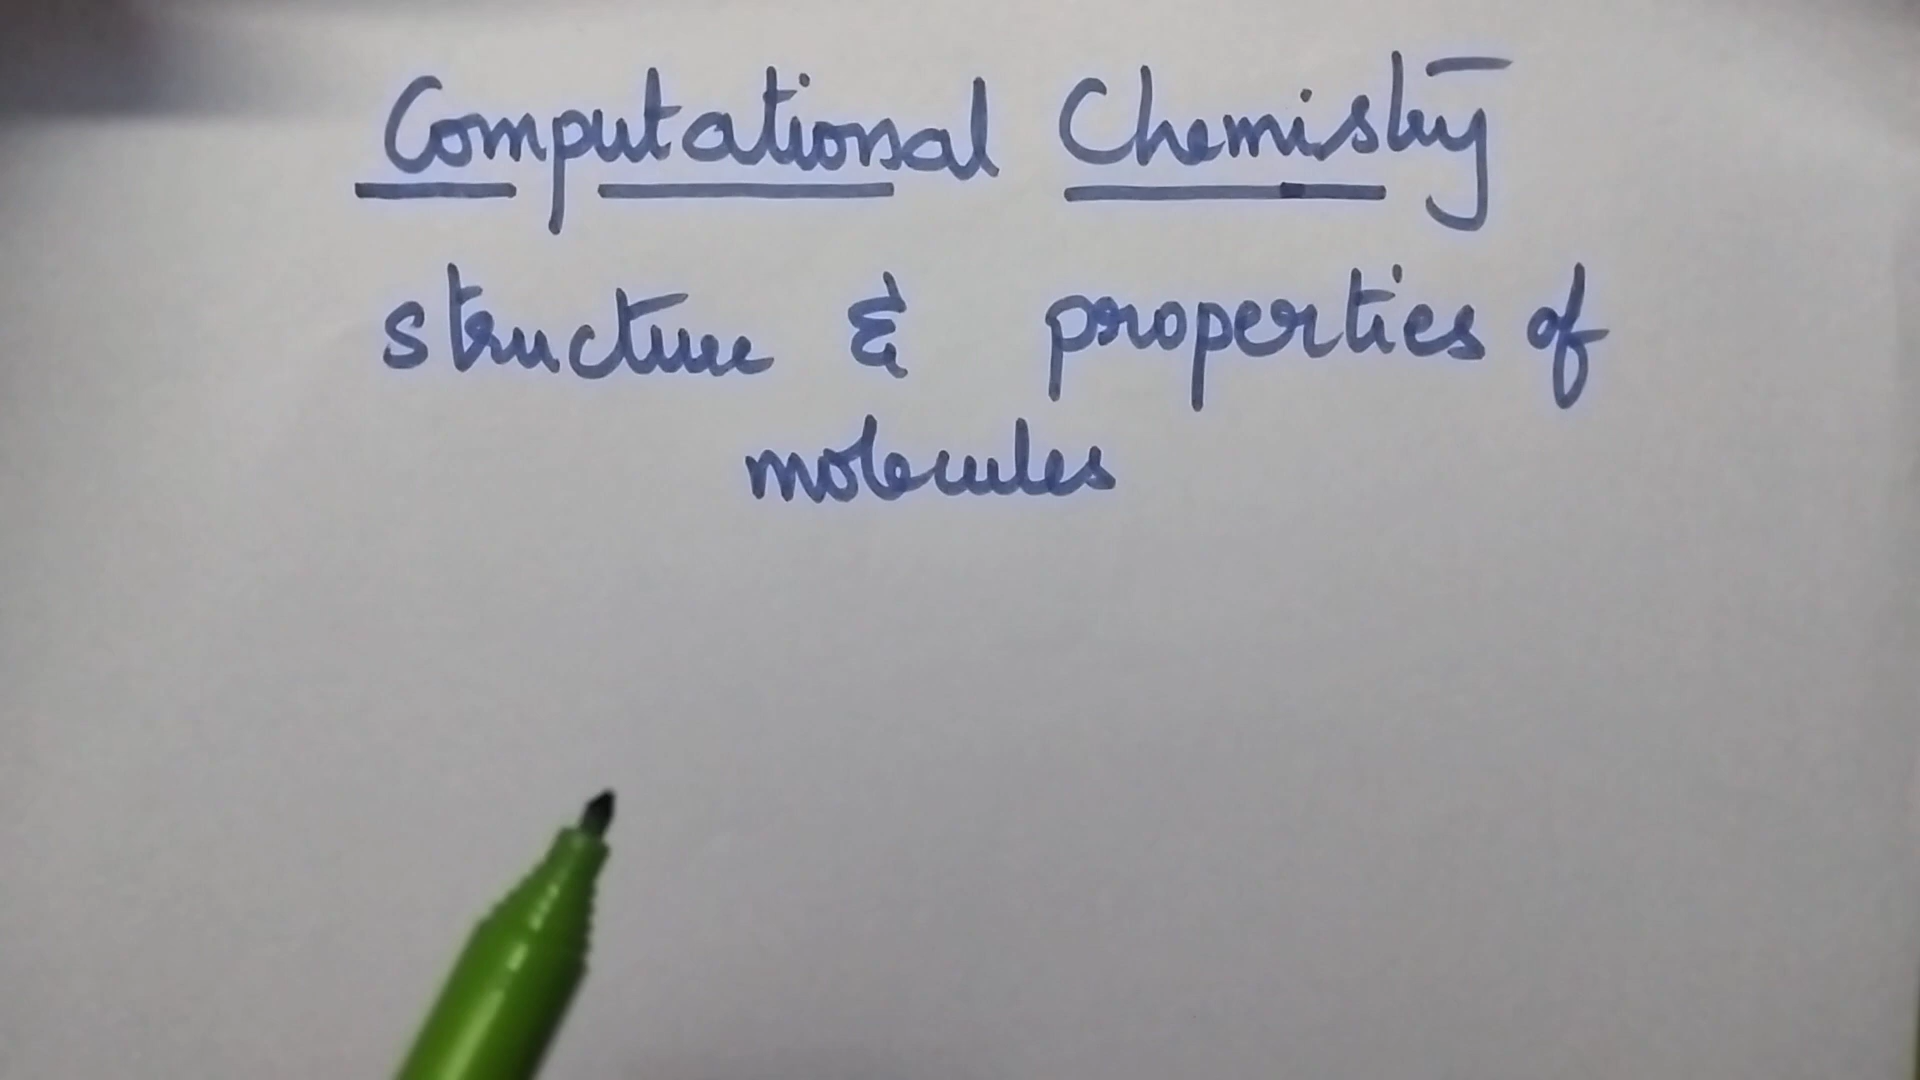 Computational Chemistry
structure & properties of
molecules